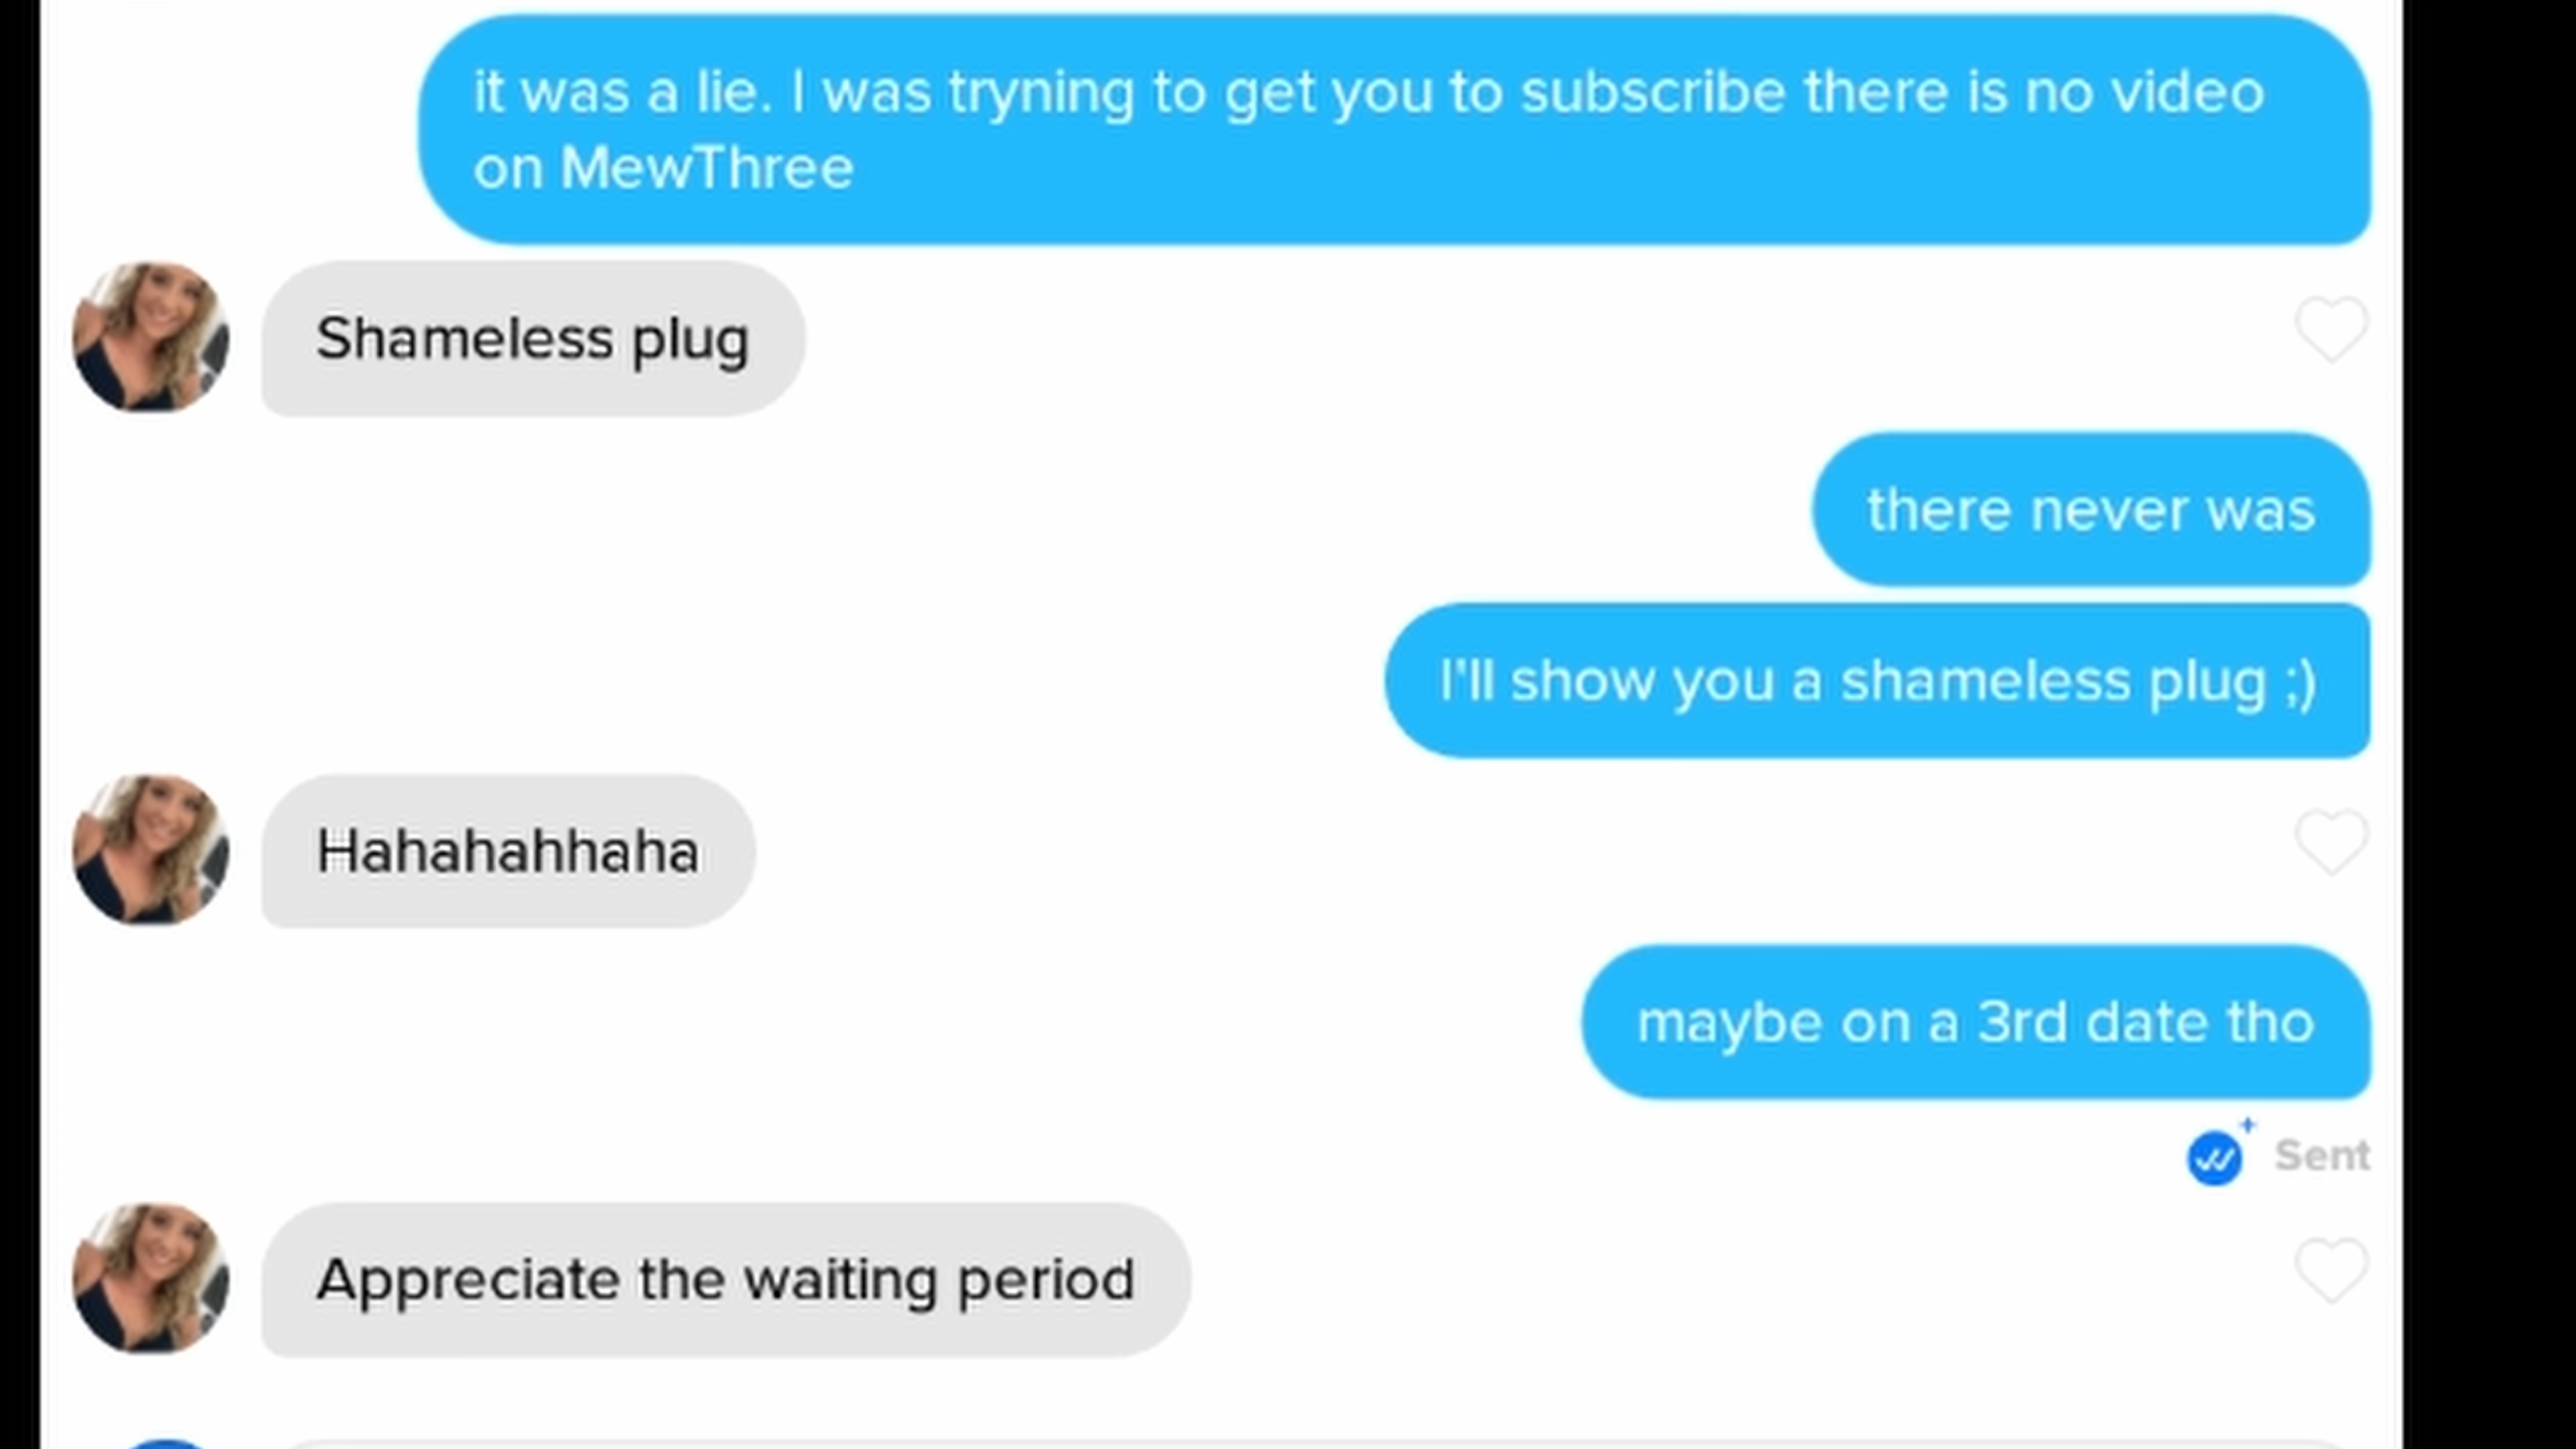 it was a lie. I was tryning to get you to subscribe there is no video
on MewThree
Shameless plug
there never was
I'll show you a shameless plug ;)
Hahahahhaha
maybe on a 3rd date tho
Sent
Appreciate the waiting period